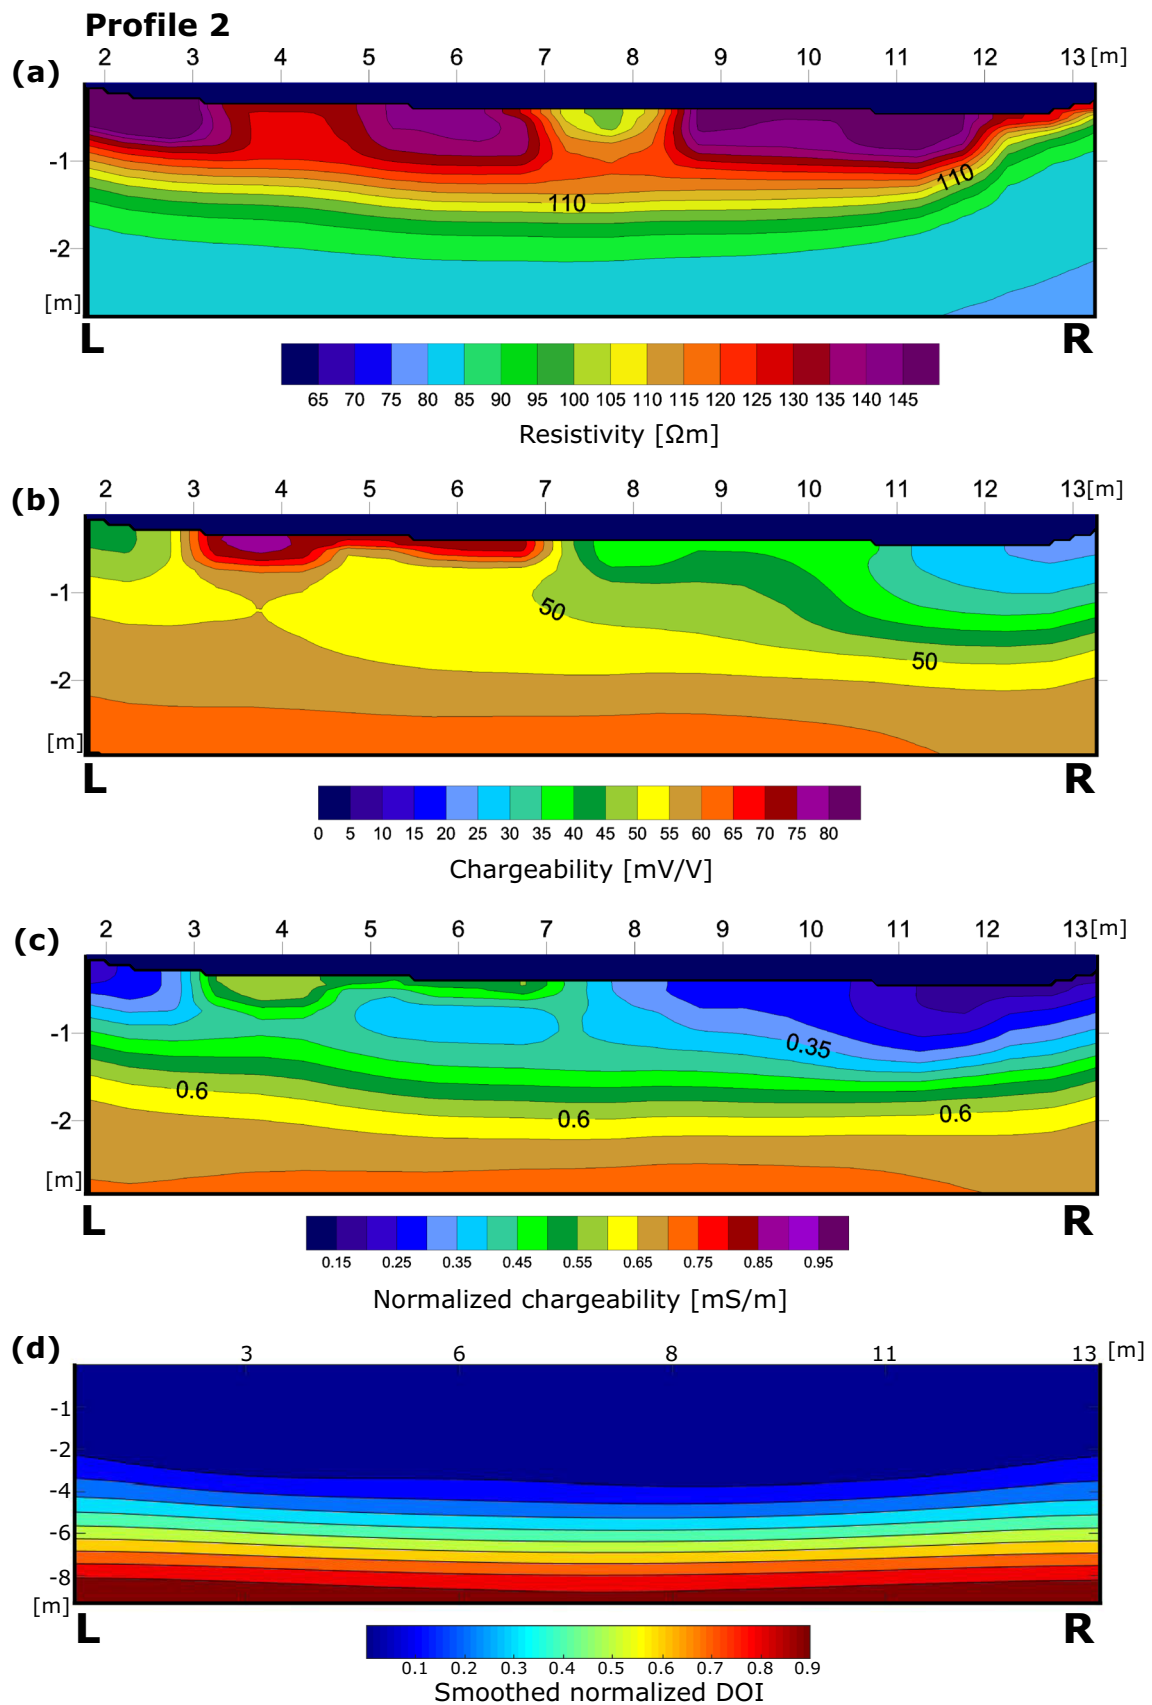 Profile 2
(a)
2 3 4 5 6 7 8 9 10 11 12 13 [m]
-1
110
110
-2
[m]
L R
65 70 75 80 85 90 95 100 105 110 115 120 125 130 135 140 145
Resistivity [Ωm]
(b)
2 3 4 5 6 7 8 9 10 11 12 13[m]
-1
50
50
-2
[m]
L R
0 5 10 15 20 25 30 35 40 45 50 55 60 65 70 75 80
Chargeability [mV/V]
(c)
2 3 4 5 6 7 8 9 10 11 12 13[m]
-1
0.35
0.6
0.6 0.6
-2
[m]
L R
0.15 0.25 0.35 0.45 0.55 0.65 0.75 0.85 0.95
Normalized chargeability [mS/m]
(d)
3 6 8 11 13 [m]
-1
-2
-4
-6
-8
[m]
L R
0.1 0.2 0.3 0.4 0.5 0.6 0.7 0.8 0.9
Smoothed normalized DOI